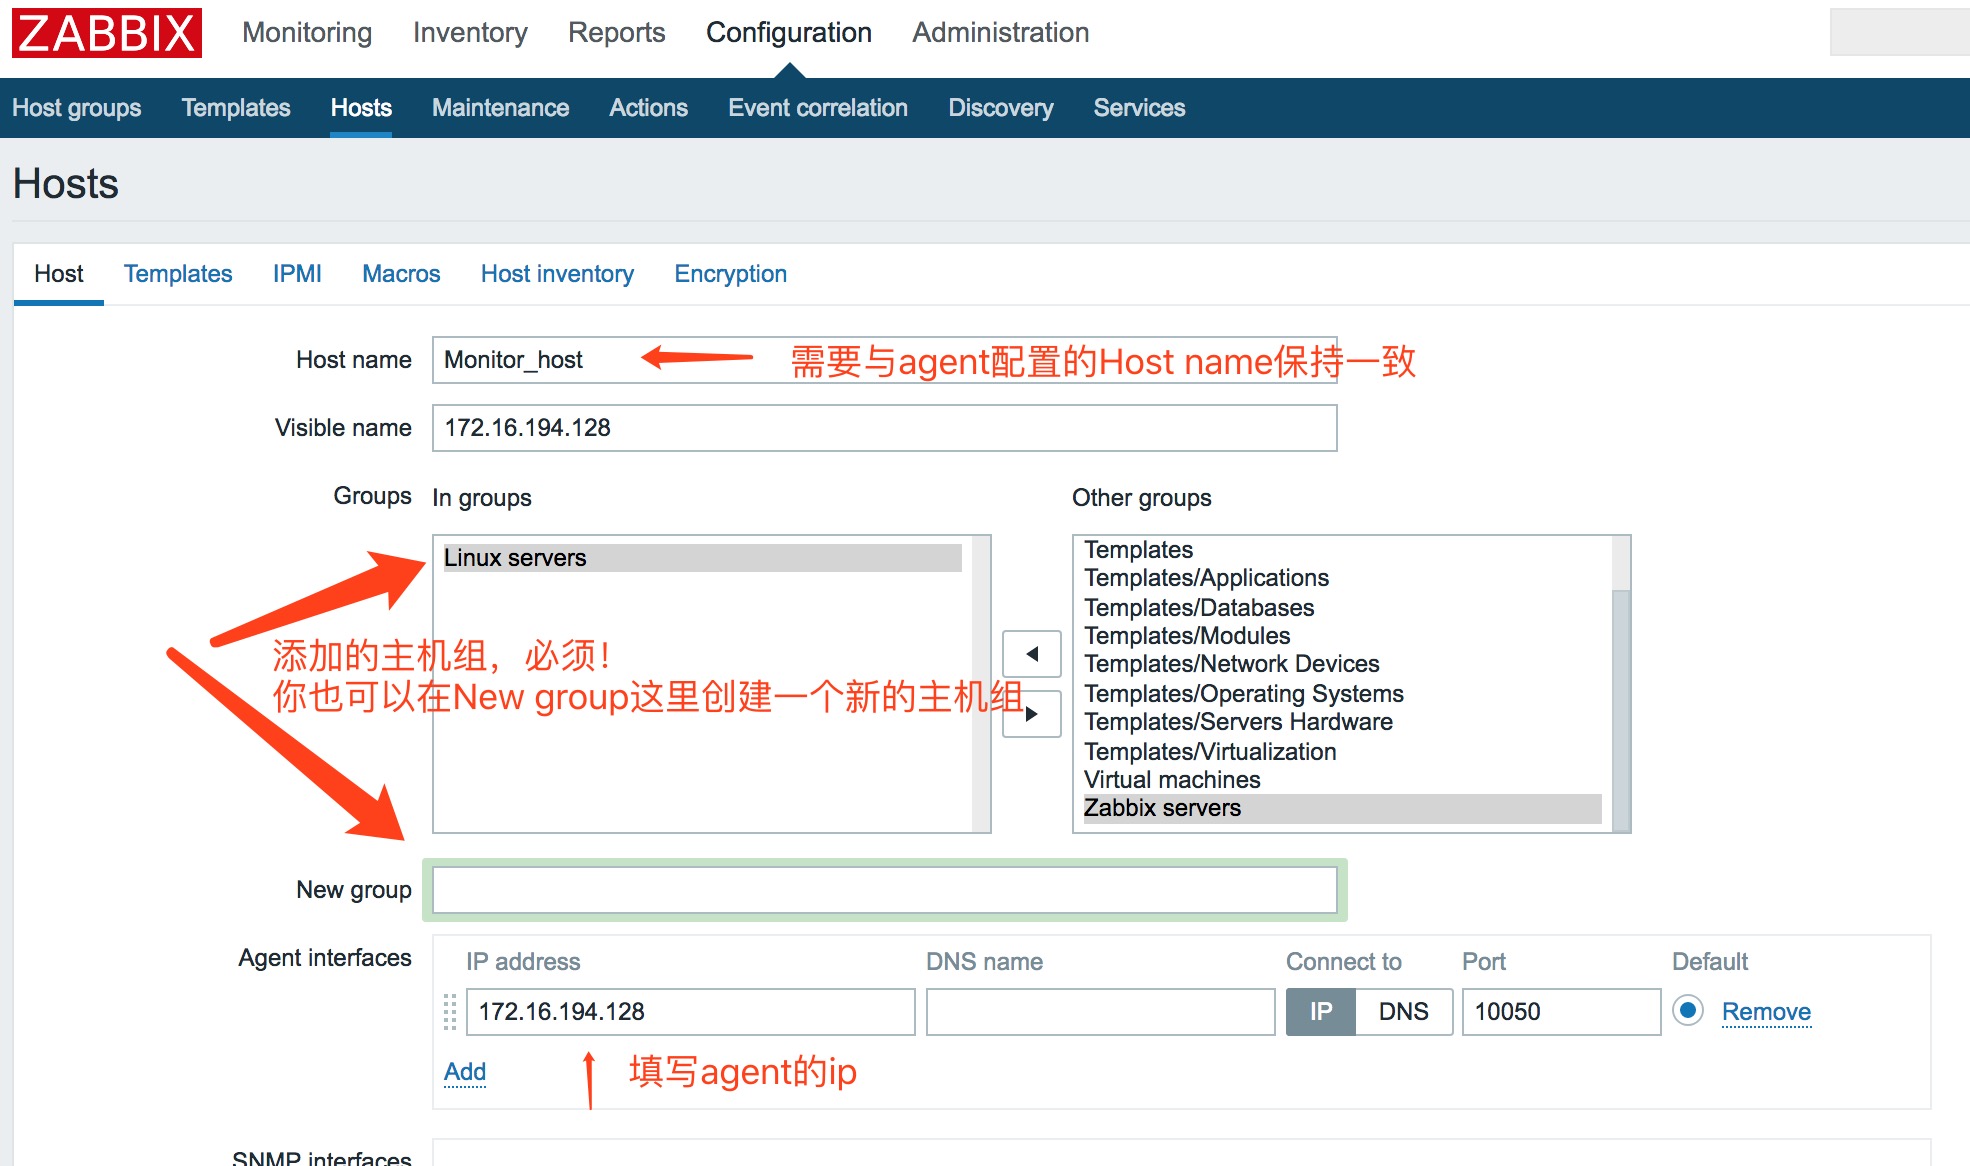 ZABBIX Monitoring Inventory Reports Configuration Administration
Host groups Templates Hosts Maintenance Actions Event correlation Discovery Services
Hosts
Host Templates IPMI Macros Host inventory Encryption
Host name Monitor_host 需要与agent配置的Host name保持一致
Visible name 172.16.194.128
Groups In groups Other groups
Linux servers
Templates
Templates/Applications
Templates/Databases
Templates/Modules
Templates/Network Devices
Templates/Operating Systems
Templates/Servers Hardware
Templates/Virtualization
Virtual machines
Zabbix servers
添加的主机组，必须！
你也可以在New group这里创建一个新的主机组
New group
Agent interfaces IP address DNS name Connect to Port Default
172.16.194.128 IP DNS 10050 Remove
Add 填写agent的ip
SNMP interfaces